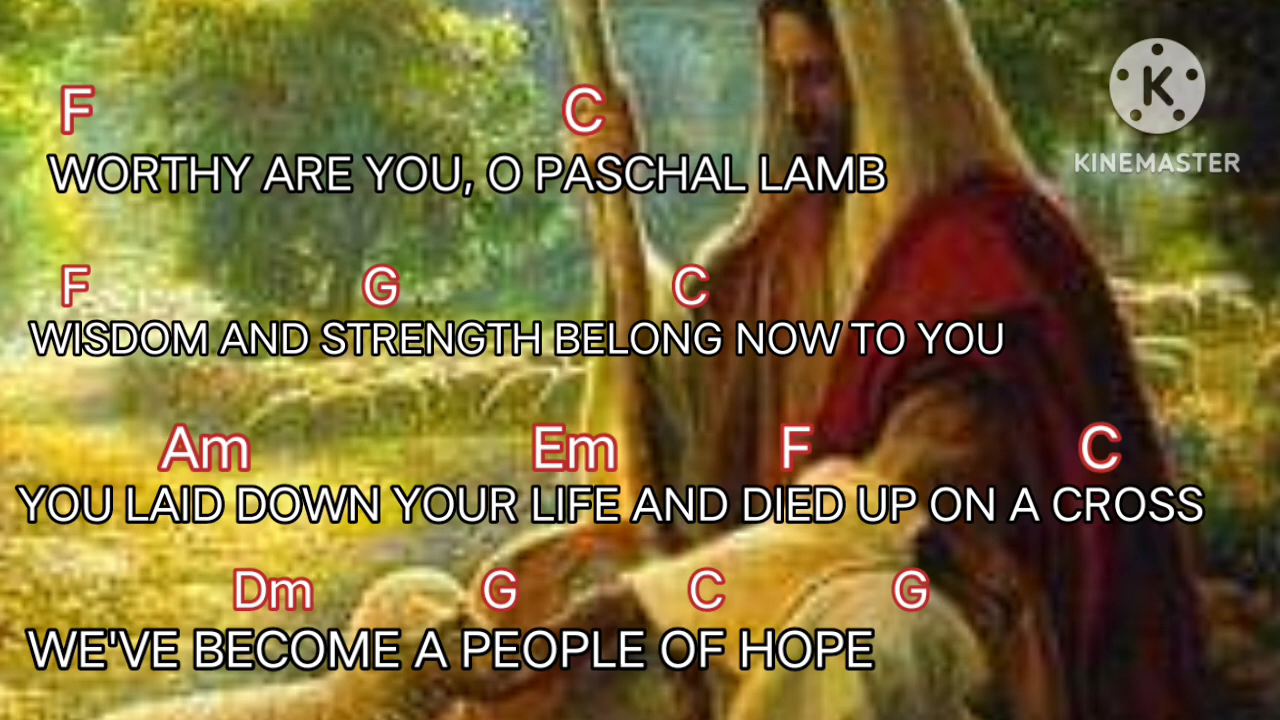 F C
WORTHY ARE YOU, O PASCHAL LAMB
KINEMASTER
F G C
WISDOM AND STRENGTH BELONG NOW TO YOU
Am Em F C
YOU LAID DOWN YOUR LIFE AND DIED UP ON A CROSS
Dm G C G
WE'VE BECOME A PEOPLE OF HOPE